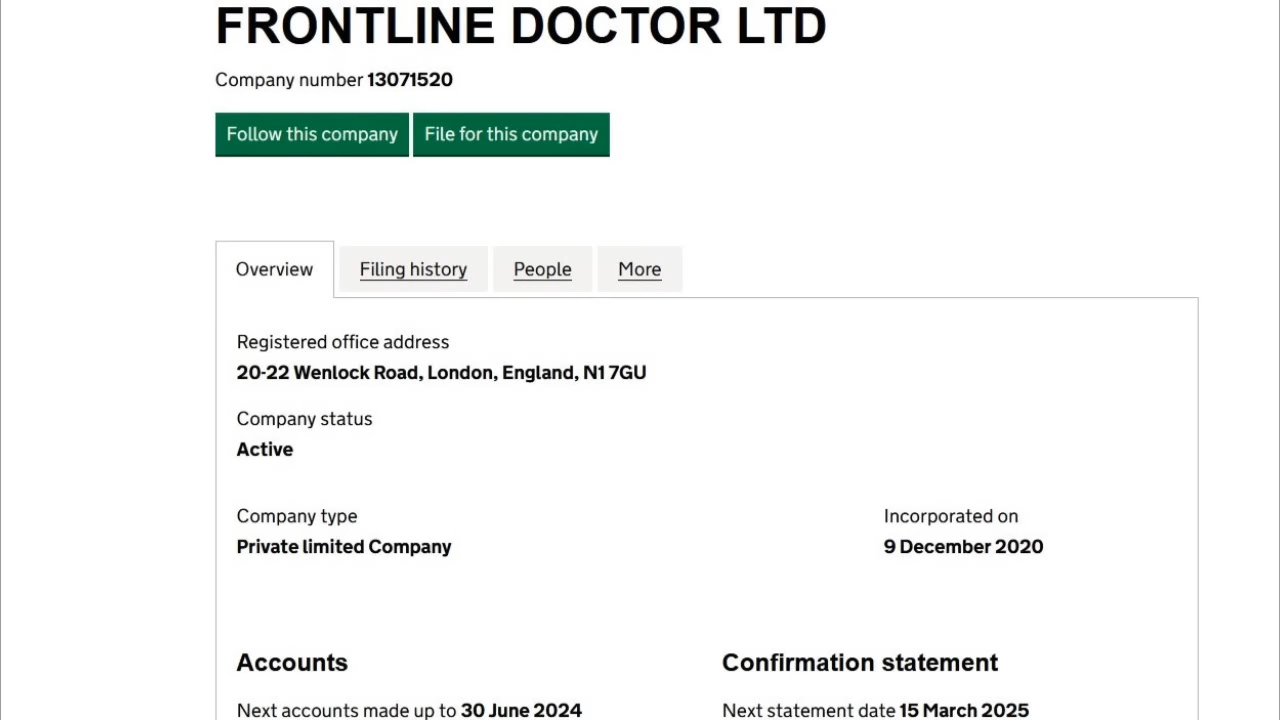 FRONTLINE DOCTOR LTD
Company number 13071520
Follow this company File for this company
Overview Filing history People More
Registered office address
20-22 Wenlock Road, London, England, N1 7GU
Company status
Active
Company type Incorporated on
Private limited Company 9 December 2020
Accounts Confirmation statement
Next accounts made up to 30 June 2024 Next statement date 15 March 2025